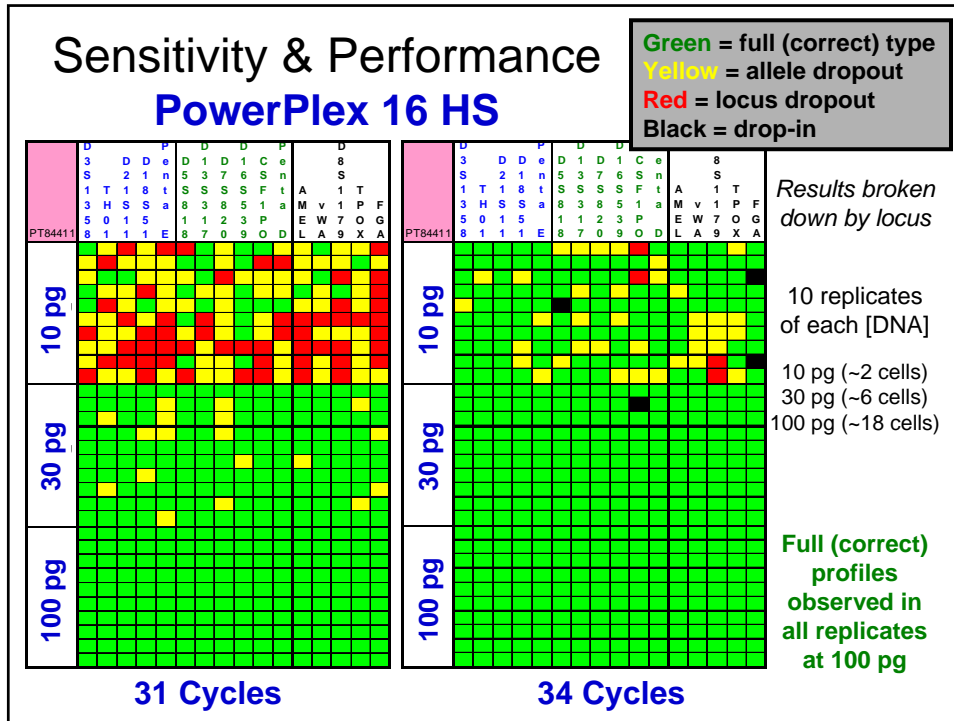 Sensitivity & Performance
PowerPlex 16 HS
Green = full (correct) type
Yellow = allele dropout
Red = locus dropout
Black = drop-in
PT84411
D3S1358
TH01
D21S11
D18S51
Penta E
D5S818
D13S317
D7S820
D16S539
CSF1PO
Penta D
AMEL
vWA
D8S1179
TPOX
FGA
10 pg
30 pg
100 pg
31 Cycles
PT84411
D3S1358
TH01
D21S11
D18S51
Penta E
D5S818
D13S317
D7S820
D16S539
CSF1PO
enta D
AMEL
vWA
8S1179
TPOX
FGA
10 pg
30 pg
100 pg
34 Cycles
Results broken
down by locus
10 replicates
of each [DNA]
10 pg (~2 cells)
30 pg (~6 cells)
100 pg (~18 cells)
Full (correct)
profiles
observed in
all replicates
at 100 pg